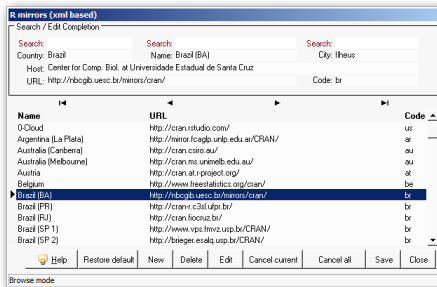 R mirrors (xml based)
Search / Edit Completion
Search: Search: Search:
Country: Brazil Name: Brazil (BA) City: Ilheus
Host: Center for Comp. Biol. at Universidade Estadual de Santa Cruz
URL: http://nbcgib.uesc.br/mirrors/cran/ Code: br
Name URL Code
0-Cloud http://cran.rstudio.com/ us
Argentina (La Plata) http://mirror.fcaglp.unlp.edu.ar/CRAN/ ar
Australia (Canberra) http://cran.csiro.au/ au
Australia (Melbourne) http://cran.ms.unimelb.edu.au/ au
Austria http://cran.at.r-project.org/ at
Belgium http://www.freestatistics.org/cran/ be
Brazil (BA) http://nbcgib.uesc.br/mirrors/cran/ br
Brazil (PR) http://cran-r.c3sl.ufpr.br/ br
Brazil (RJ) http://cran.fiocruz.br/ br
Brazil (SP 1) http://www.vps.fmvz.usp.br/CRAN/ br
Brazil (SP 2) http://brieger.esalq.usp.br/CRAN/ br
Help Restore default New Delete Edit Cancel current Cancel all Save Close
Browse mode